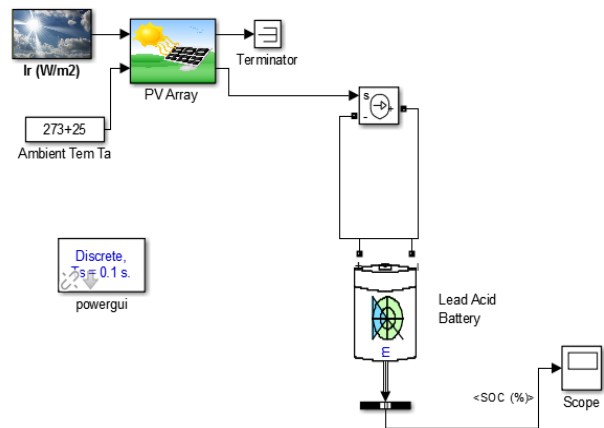 Ir (W/m2)
PV Array
Terminator
273+25
Ambient Tem Ta
s
-
+
Discrete,
Ts = 0.1 s.
powergui
Lead Acid
Battery
m
<SOC (%)>
Scope